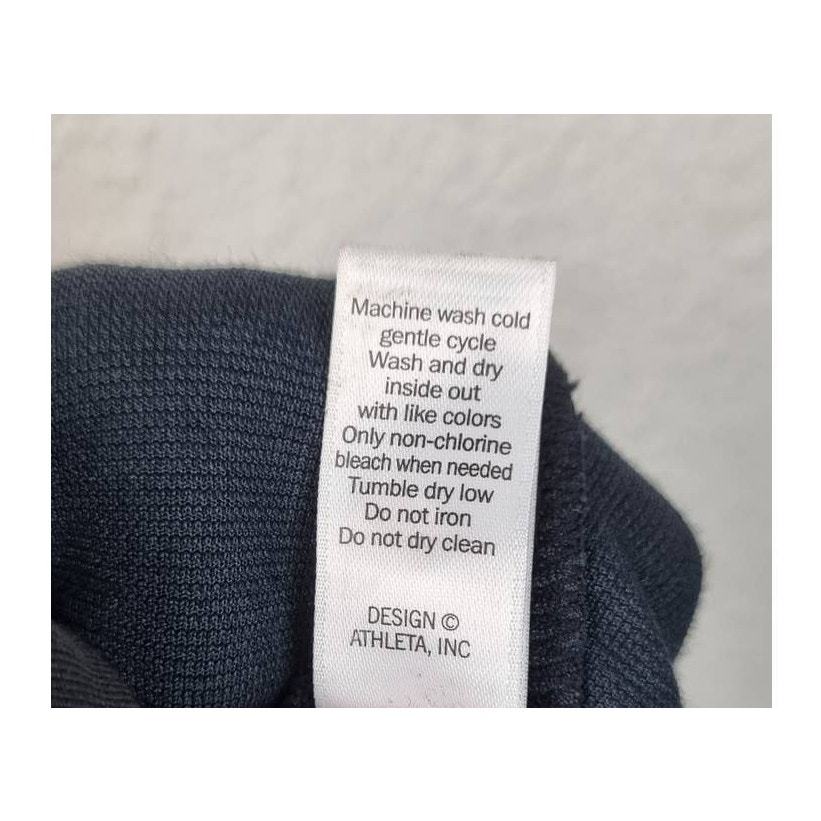 Machine wash cold
gentle cycle
Wash and dry
inside out
with like colors
Only non-chlorine
bleach when needed
Tumble dry low
Do not iron
Do not dry clean
DESIGN ©
ATHLETA, INC